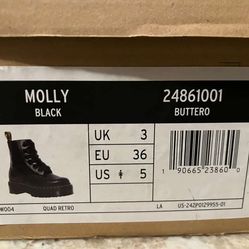 MOLLY
BLACK
24861001
BUTTERO
UK 3
EU 36
US 5
1 90665 23860 0
W004
QUAD RETRO
LA
US-24ZP0129955-01